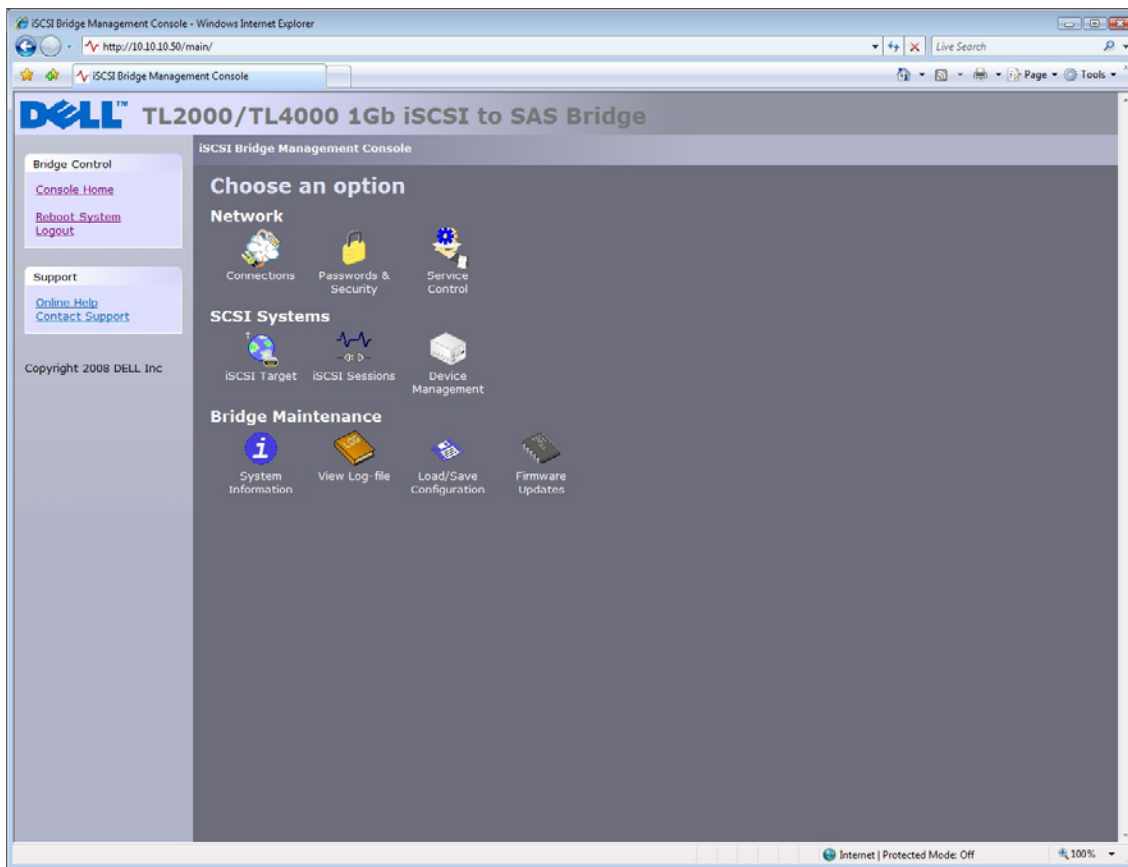 iSCSI Bridge Management Console - Windows Internet Explorer
http://10.10.10.50/main/
Live Search
iSCSI Bridge Management Console
Page
Tools
DELL™ TL2000/TL4000 1Gb iSCSI to SAS Bridge
iSCSI Bridge Management Console
Bridge Control
Console Home
Reboot System
Logout
Support
Online Help
Contact Support
Copyright 2008 DELL Inc
Choose an option
Network
Connections
Passwords & Security
Service Control
SCSI Systems
T
iSCSI Target
iSCSI Sessions
Device Management
Bridge Maintenance
i
System Information
LOG
View Log-file
Load/Save Configuration
Firmware Updates
Internet | Protected Mode: Off
100%